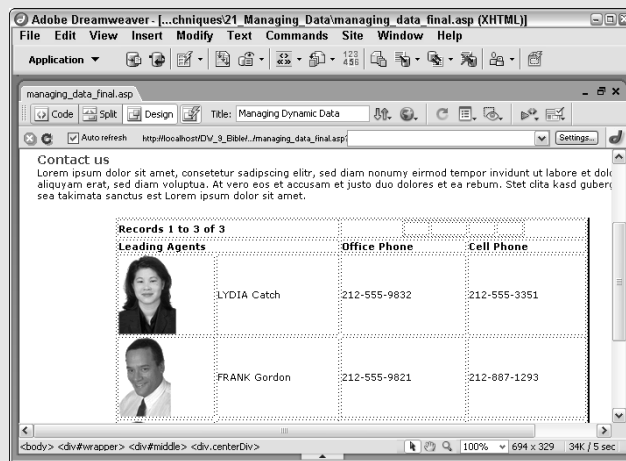 Adobe Dreamweaver - [...chniques\21_Managing_Data\managing_data_final.asp (XHTML)]
File Edit View Insert Modify Text Commands Site Window Help
Application
123
456
managing_data_final.asp
Code Split Design Title: Managing Dynamic Data
Auto refresh http://localhost/DW_9_Bible/.../managing_data_final.asp? Settings...
Contact us
Lorem ipsum dolor sit amet, consetetur sadipscing elitr, sed diam nonumy eirmod tempor invidunt ut labore et dolo
aliquyam erat, sed diam voluptua. At vero eos et accusam et justo duo dolores et ea rebum. Stet clita kasd guberg
sea takimata sanctus est Lorem ipsum dolor sit amet.
Records 1 to 3 of 3
Leading Agents Office Phone Cell Phone
LYDIA Catch 212-555-9832 212-555-3351
FRANK Gordon 212-555-9821 212-887-1293
<body> <div#wrapper> <div#middle> <div.centerDiv> 100% 694 x 329 34K / 5 sec